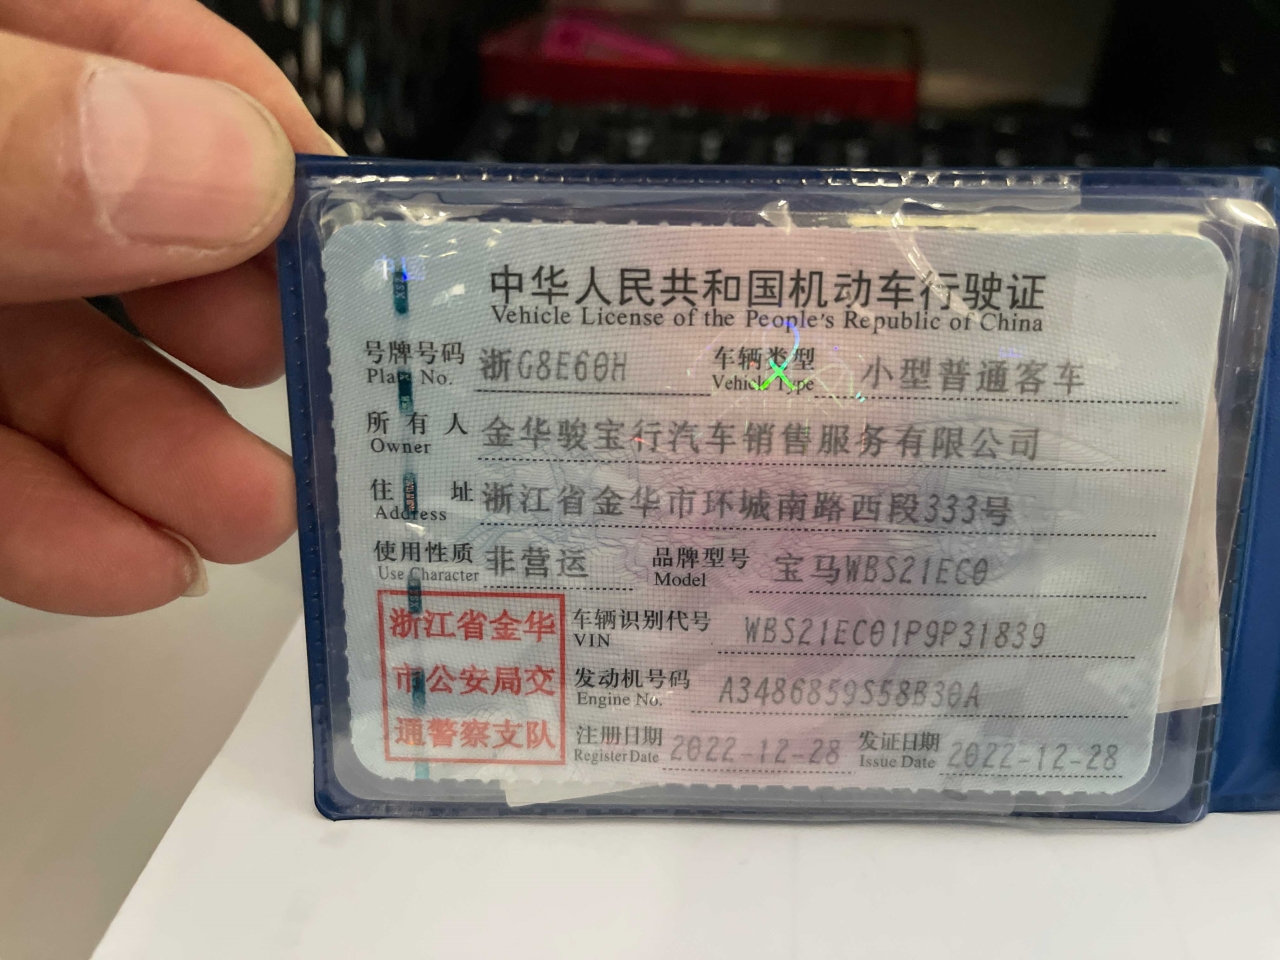 中华人民共和国机动车行驶证
Vehicle License of the People's Republic of China
号牌号码 浙G8E60H 车辆类型 小型普通客车
Plate No. Vehicle Type
所有人 金华骏宝行汽车销售服务有限公司
Owner
住址 浙江省金华市环城南路西段333号
Address
使用性质 非营运 品牌型号 宝马WBS21EC0
Use Character Model
浙江省金华 车辆识别代号 WBS21EC01P9P31839
VIN
市公安局交 发动机号码 A3486859S58B30A
Engine No.
通警察支队 注册日期 2022-12-28 发证日期 2022-12-28
Register Date Issue Date